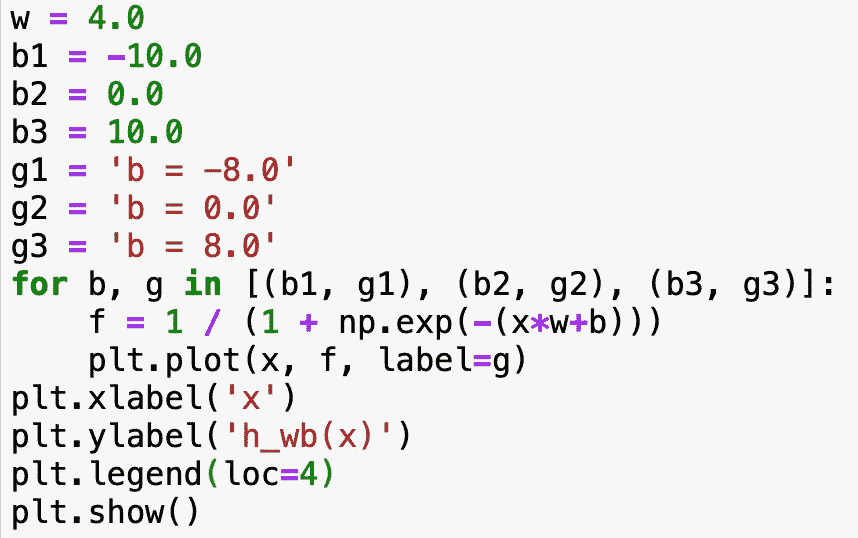 w = 4.0
b1 = -10.0
b2 = 0.0
b3 = 10.0
g1 = 'b = -8.0'
g2 = 'b = 0.0'
g3 = 'b = 8.0'
for b, g in [(b1, g1), (b2, g2), (b3, g3)]:
    f = 1 / (1 + np.exp(-(x*w+b)))
    plt.plot(x, f, label=g)
plt.xlabel('x')
plt.ylabel('h_wb(x)')
plt.legend(loc=4)
plt.show()